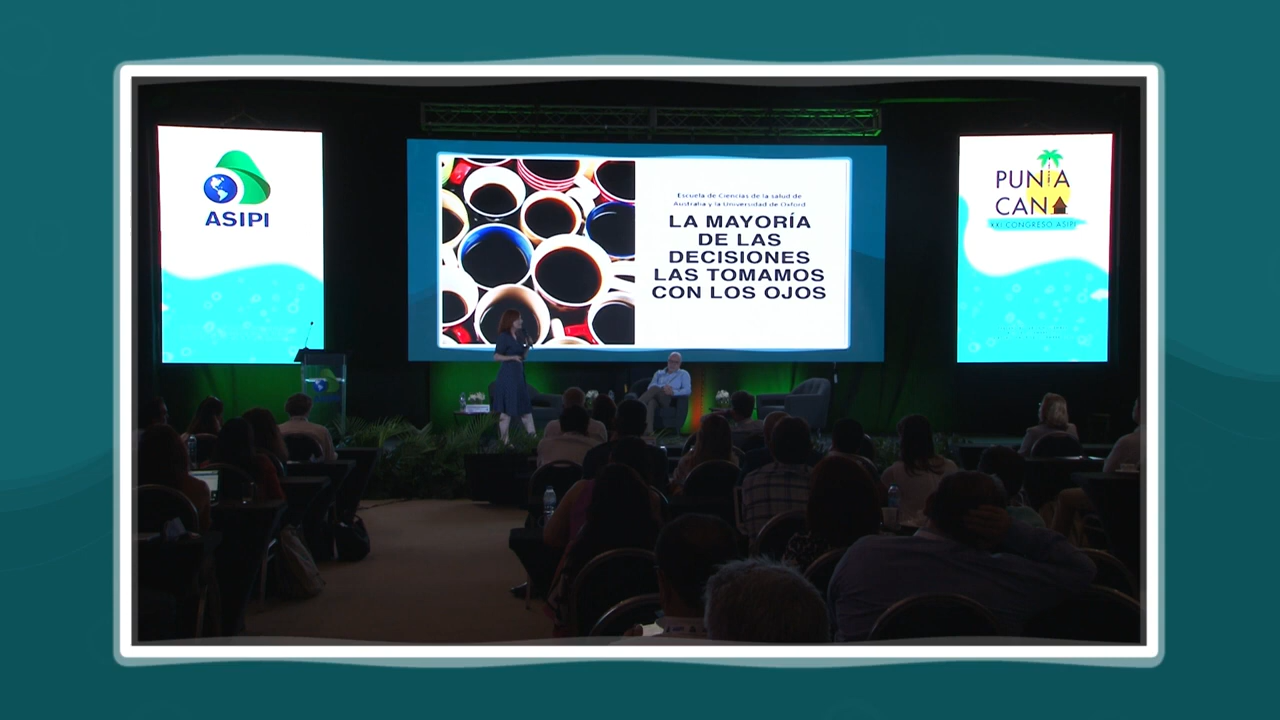 ASIPI
Escuela de Ciencias de la salud de
Australia y la Universidad de Oxford
LA MAYORÍA
DE LAS
DECISIONES
LAS TOMAMOS
CON LOS OJOS
PUNTA
CANA
XXI CONGRESO ASIPI